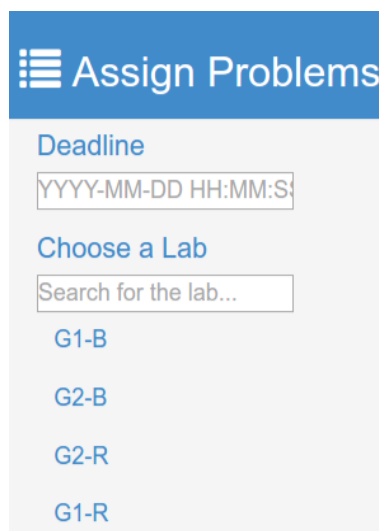 Assign Problems
Deadline
YYYY-MM-DD HH:MM:S
Choose a Lab
Search for the lab...
G1-B
G2-B
G2-R
G1-R